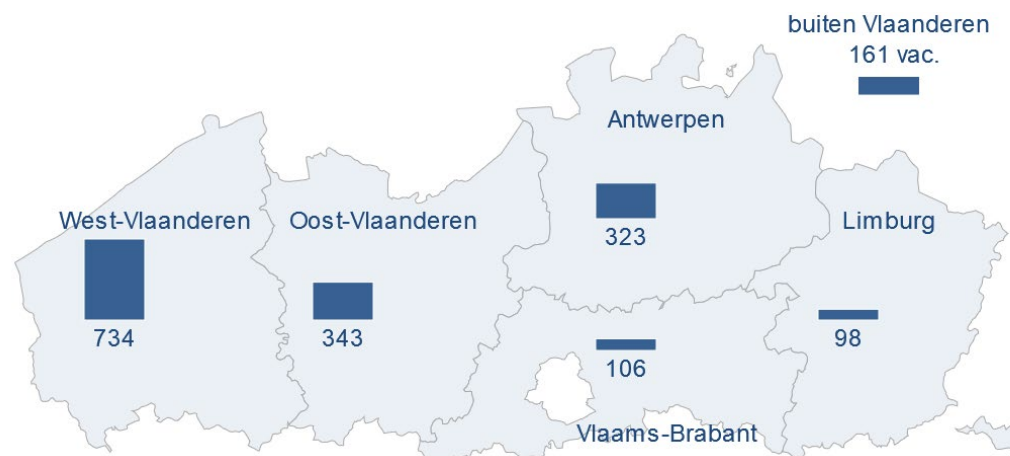 buiten Vlaanderen
161 vac.
Antwerpen
323
West-Vlaanderen
734
Oost-Vlaanderen
343
Limburg
98
106
Vlaams-Brabant